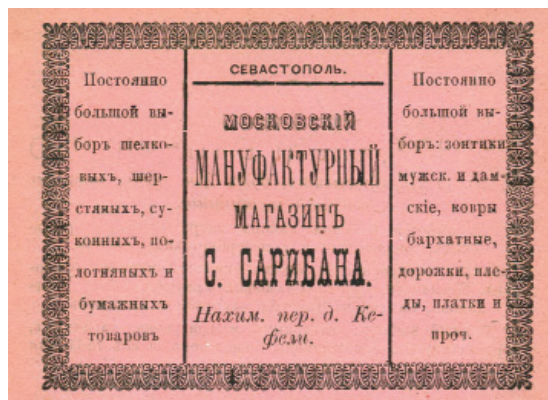 Постоянно
большой вы-
боръ шелко-
выхъ, шер-
стяныхъ, су-
конныхъ, по-
лотняныхъ и
бумажныхъ
товаровъ
СЕВАСТОПОЛЬ.
МОСКОВСКІЙ
МАНУФАКТУРНЫЙ
МАГАЗИНЪ
С. САРИБАНА.
Нахим. пер. д. Ке-
фели.
Постоянно
большой вы-
боръ: зонтики
мужск. и дам-
скіе, ковры
бархатные,
дорожки, пле-
ды, платки и
проч.